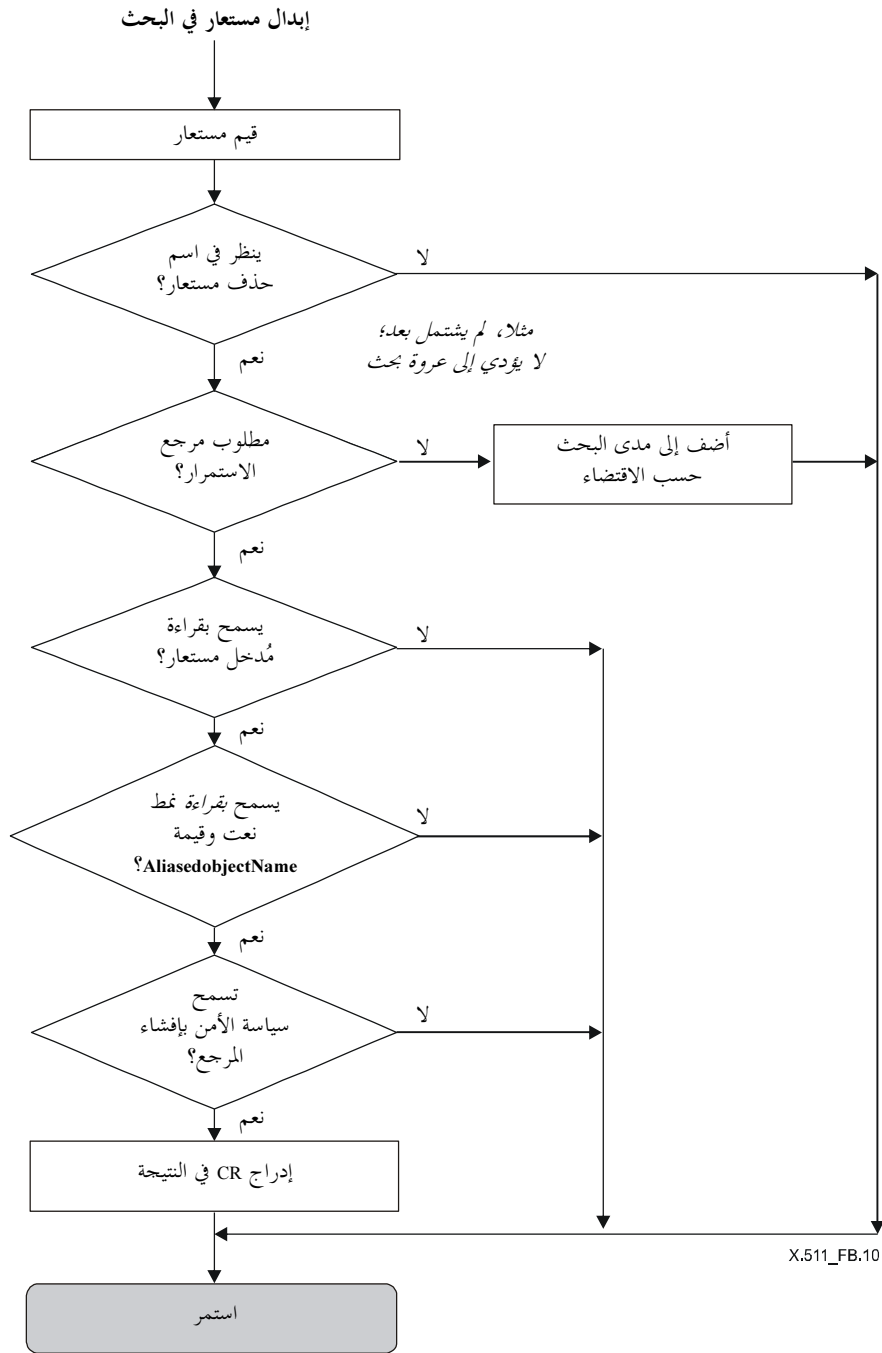 إبدال مستعار في البحث
قيم مستعار
ينظر في اسم
حذف مستعار؟
لا
مثلا، لم يشتمل بعد؛
لا يؤدي إلى عروة بحث
نعم
مطلوب مرجع
الاستمرار؟
لا
أضف إلى مدى البحث
حسب الاقتضاء
نعم
يسمح بقراءة
مُدخل مستعار؟
لا
نعم
يسمح بقراءة نمط
نعت وقيمة
AliasedobjectName؟
لا
نعم
تسمح
سياسة الأمن بإفشاء
المرجع؟
لا
نعم
إدراج CR في النتيجة
X.511_FB.10
استمر